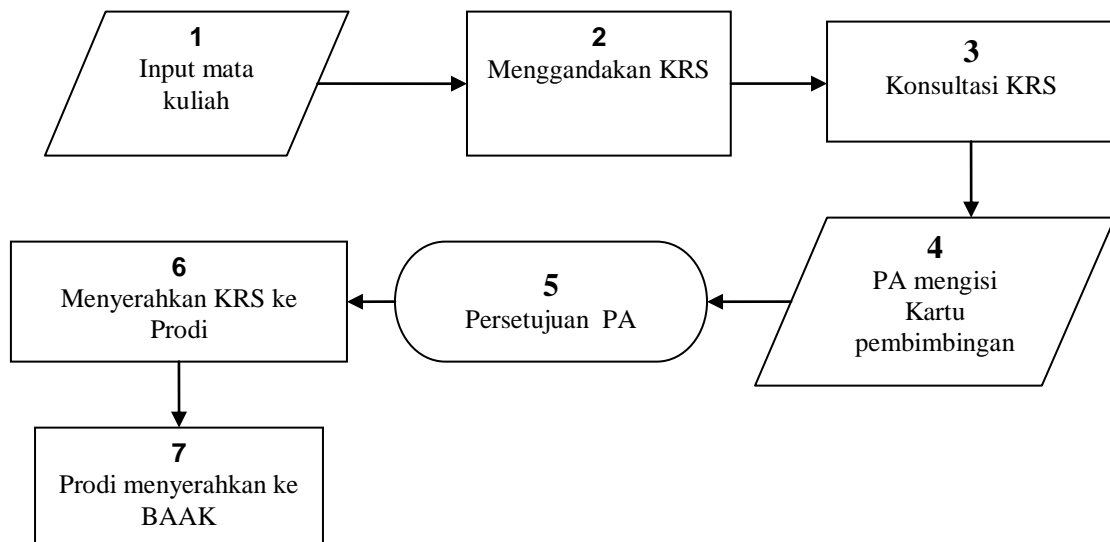 1
Input mata
kuliah
2
Menggandakan KRS
3
Konsultasi KRS
4
PA mengisi
Kartu
pembimbingan
5
Persetujuan PA
6
Menyerahkan KRS ke
Prodi
7
Prodi menyerahkan ke
BAAK